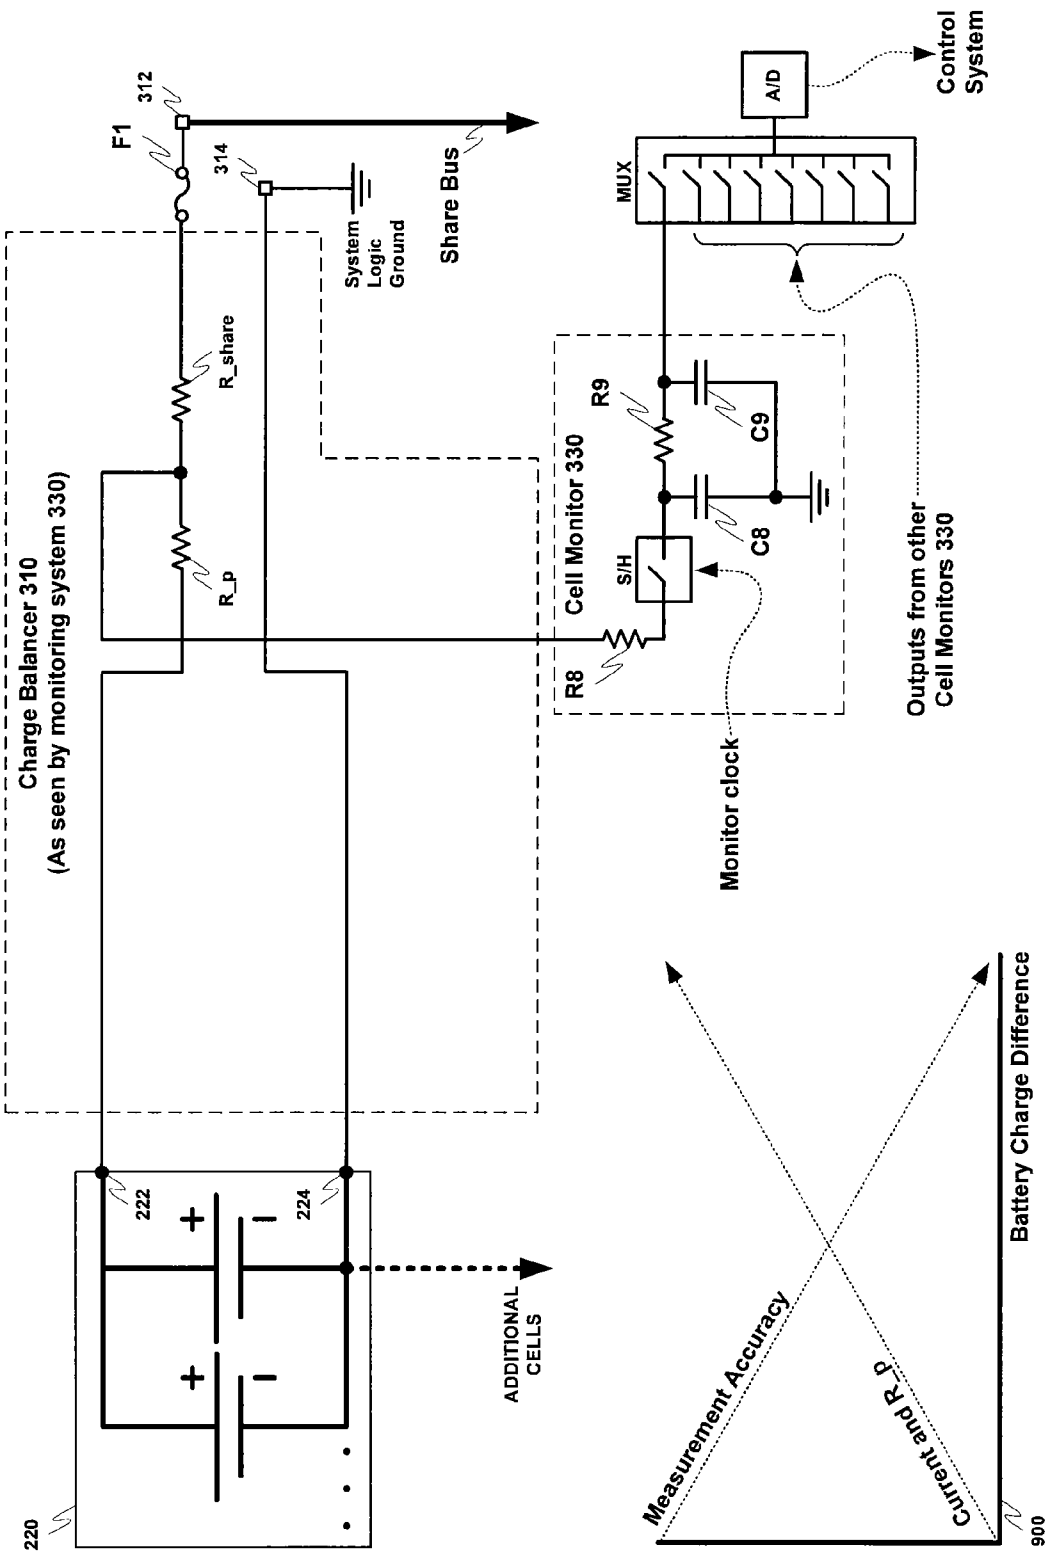 Charge Balancer 310
(As seen by monitoring system 330)
312
F1
314
R_share
R_p
System
Logic
Ground
Share Bus
220
222
224
+
−
+
−
ADDITIONAL
CELLS
Cell Monitor 330
R8
S/H
R9
C8
C9
MUX
A/D
Control
System
Monitor clock
Outputs from other
Cell Monitors 330
Measurement Accuracy
Current and R_p
Battery Charge Difference
900